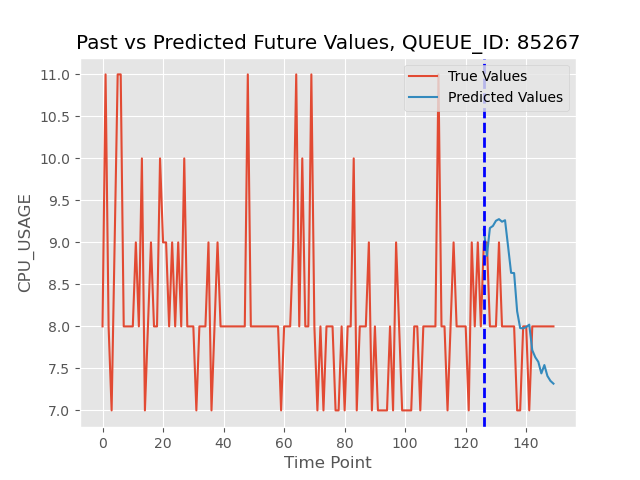 Past vs Predicted Future Values, QUEUE_ID: 85267
True Values
Predicted Values
CPU_USAGE
11.0
10.5
10.0
9.5
9.0
8.5
8.0
7.5
7.0
0 20 40 60 80 100 120 140
Time Point